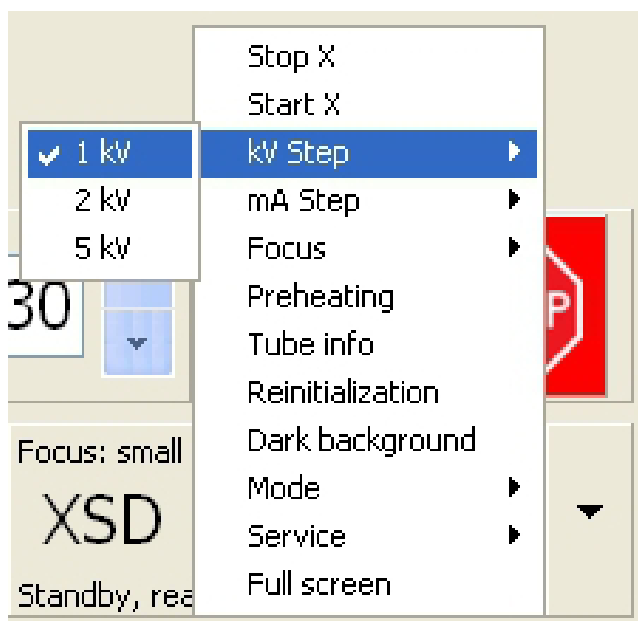 Stop X
Start X
kV Step
1 kV
2 kV
5 kV
mA Step
Focus
Preheating
Tube info
Reinitialization
Dark background
Mode
Service
Full screen
30
P
Focus: small
XSD
Standby,